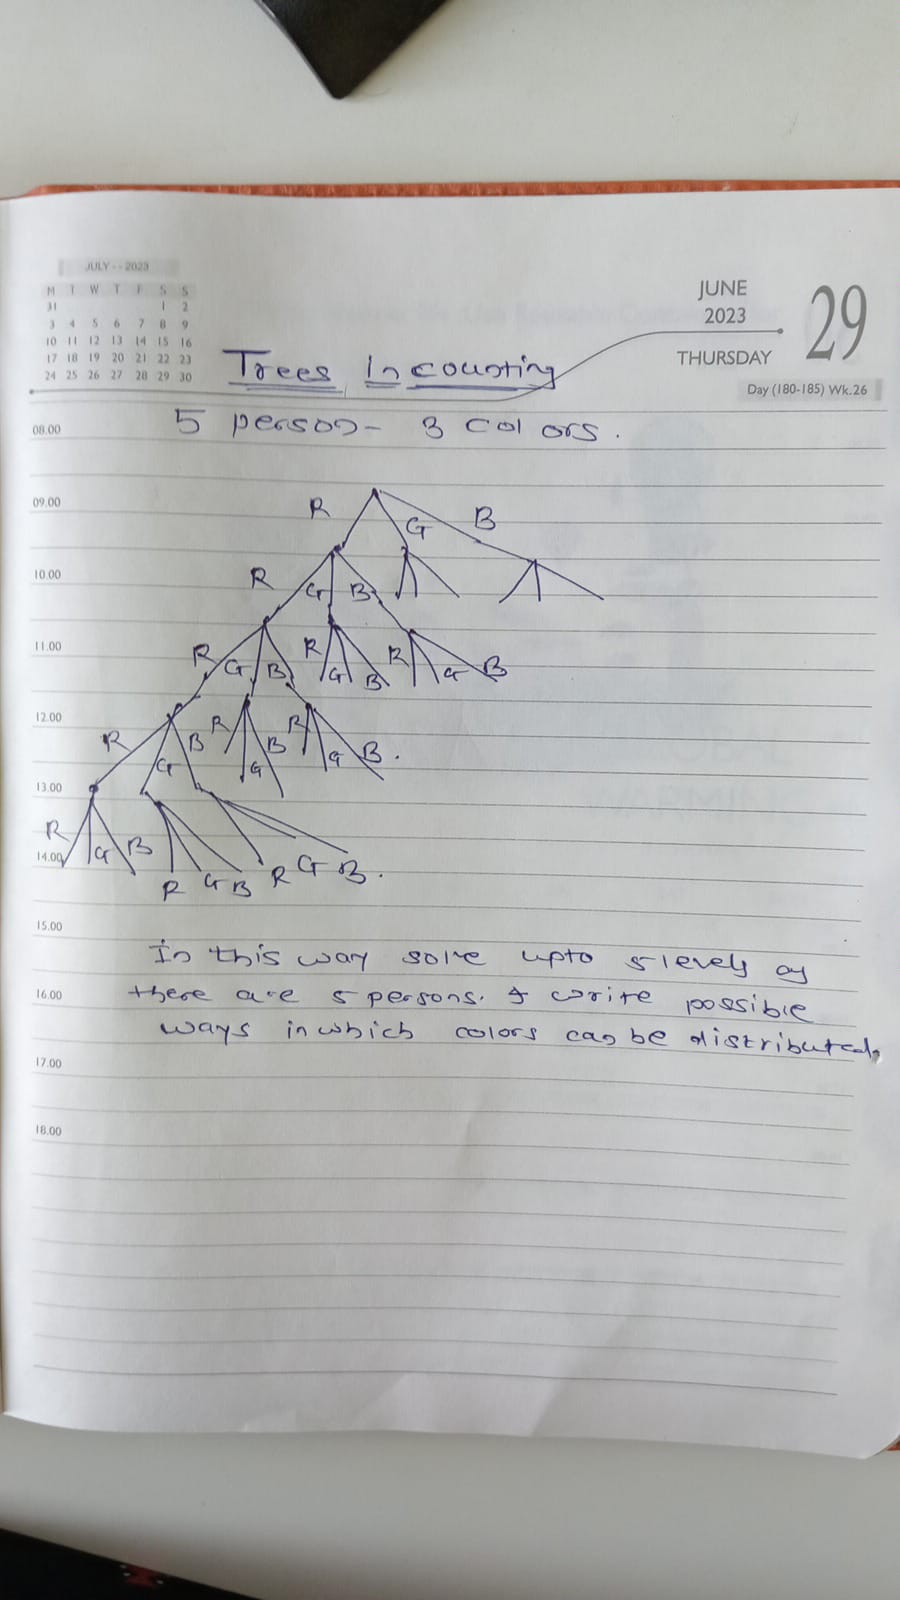 JULY - - 2023
M T W T F S S
31 1 2
3 4 5 6 7 8 9
10 11 12 13 14 15 16
17 18 19 20 21 22 23
24 25 26 27 28 29 30
JUNE
2023
29
THURSDAY
Day (180-185) Wk.26
Trees In counting
08.00
5 person - 3 colors.
09.00
R G B
10.00
R G B
11.00
R G B R G B R G B
12.00
R G B R G B R G B.
13.00
R G B R G B R G B.
14.00
15.00
In this way solve upto 5 levels as
16.00
there are 5 persons. & write possible
ways in which colors can be distributed.
17.00
18.00